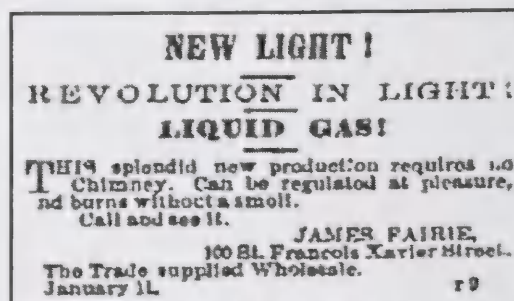 NEW LIGHT!
REVOLUTION IN LIGHT!
LIQUID GAS!
THIS splendid new production requires no
Chimney. Can be regulated at pleasure,
nd burns without a smell.
Call and see it.
JAMES FAIRIE,
100 St. Francois Xavier Street.
The Trade supplied Wholesale.
January 11. r 9